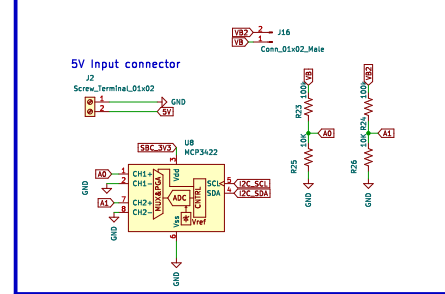 VB2 2 J16
VB 1
Conn_01x02_Male
5V Input connector
J2
Screw_Terminal_01x02
1 GND
2 5V
VB
VB2
100k
100k
R23
R24
A0
A1
10K
10K
R25
R26
GND
GND
SBC_3V3
U8
MCP3422
3
Vdd
A0 1 CH1+
2 CH1-
GND
A1 7 CH2+
8 CH2-
GND
MUX&PGA
ADC
CNTRL
SCL 5 I2C_SCL
SDA 4 I2C_SDA
Vref
Vss
6
GND